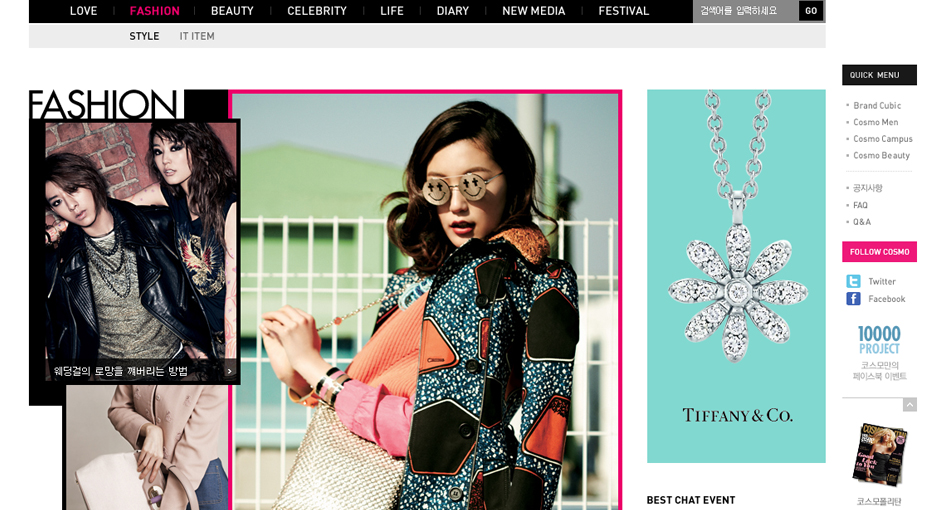 LOVE FASHION BEAUTY CELEBRITY LIFE DIARY NEW MEDIA FESTIVAL 검색어를 입력하세요 GO
STYLE IT ITEM
FASHION
웨딩걸의 로망을 깨버리는 방법 >
TIFFANY & CO.
BEST CHAT EVENT
QUICK MENU
Brand Cubic
Cosmo Men
Cosmo Campus
Cosmo Beauty
공지사항
FAQ
Q&A
FOLLOW COSMO
Twitter
Facebook
10000
PROJECT
코스모만의
페이스북 이벤트
코스모폴리탄